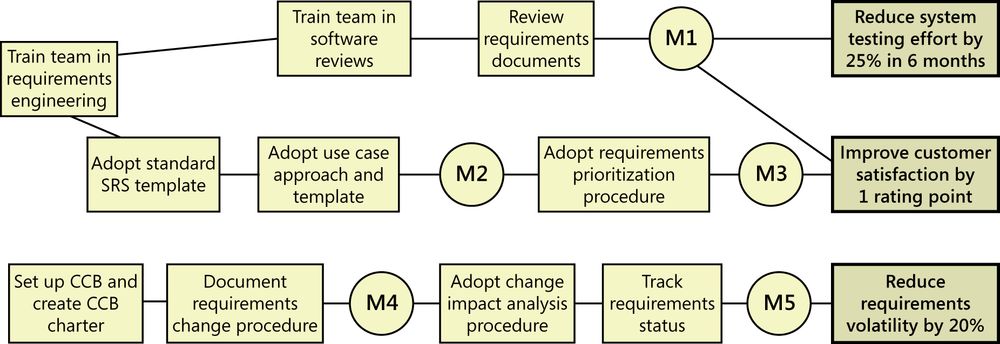 Train team in
requirements
engineering
Train team in
software
reviews
Review
requirements
documents
M1
Reduce system
testing effort by
25% in 6 months
Adopt standard
SRS template
Adopt use case
approach and
template
M2
Adopt requirements
prioritization
procedure
M3
Improve customer
satisfaction by
1 rating point
Set up CCB and
create CCB
charter
Document
requirements
change procedure
M4
Adopt change
impact analysis
procedure
Track
requirements
status
M5
Reduce
requirements
volatility by 20%